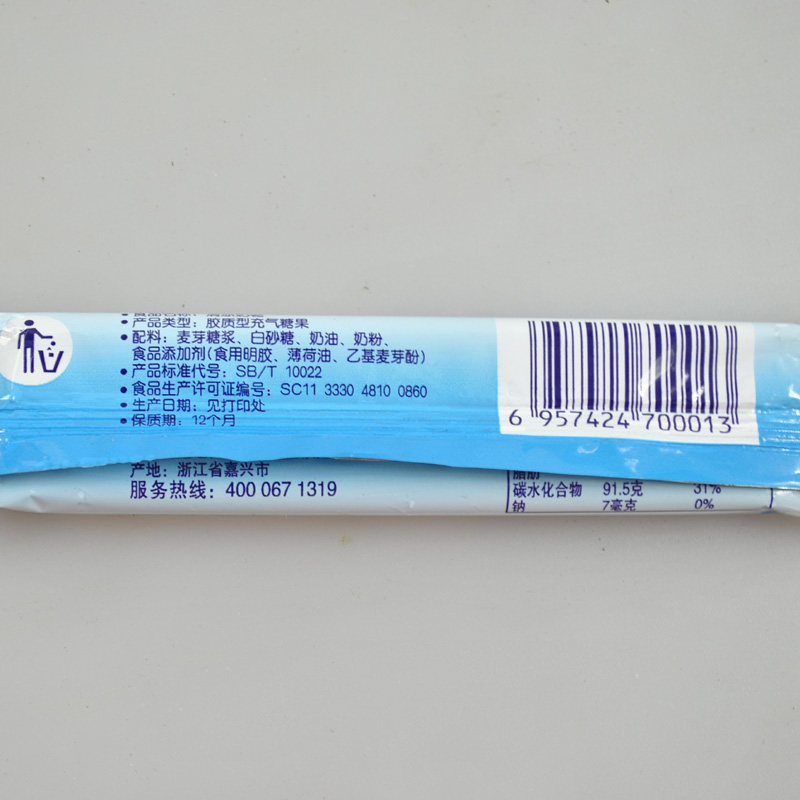 产品类型：胶质型充气糖果
配料：麦芽糖浆、白砂糖、奶油、奶粉、
食品添加剂（食用明胶、薄荷油、乙基麦芽酚）
产品标准代号：SB/T 10022
食品生产许可证编号：SC11 3330 4810 0860
生产日期：见打印处
保质期：12个月
产地：浙江省嘉兴市
服务热线：400 067 1319
6 957424 700013
脂肪
碳水化合物 91.5克 31%
钠 7毫克 0%